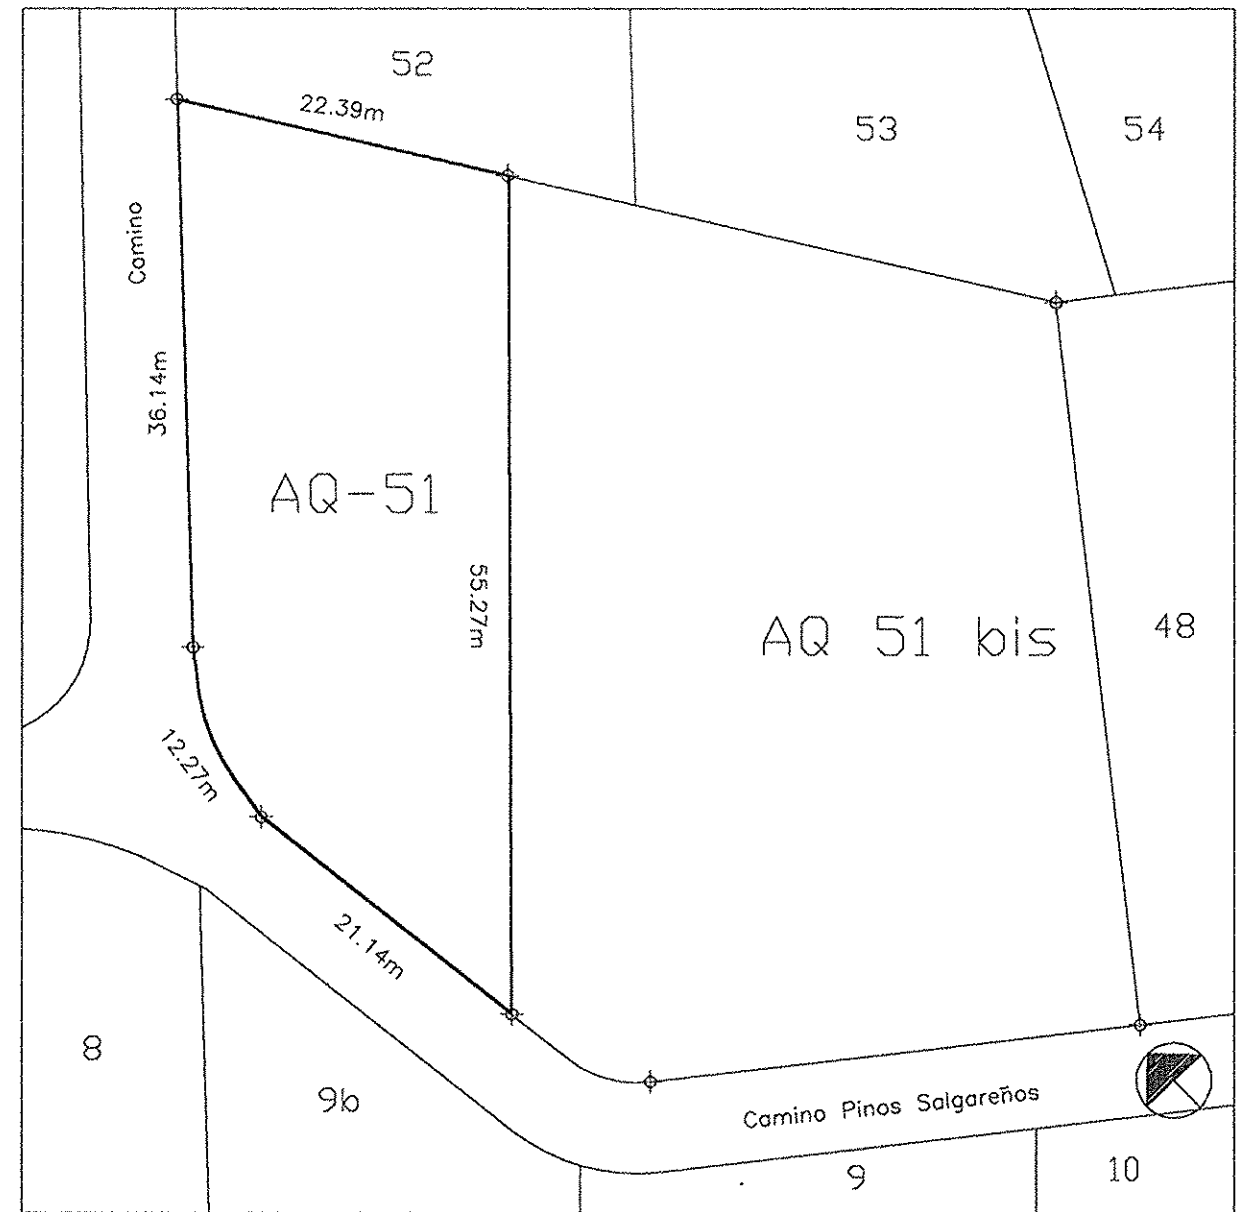 52
22.39m
53
54
Camino
36.14m
AQ-51
55.27m
AQ 51 bis
48
12.27m
21.14m
8
9b
Camino Pinos Salgareños
9
10